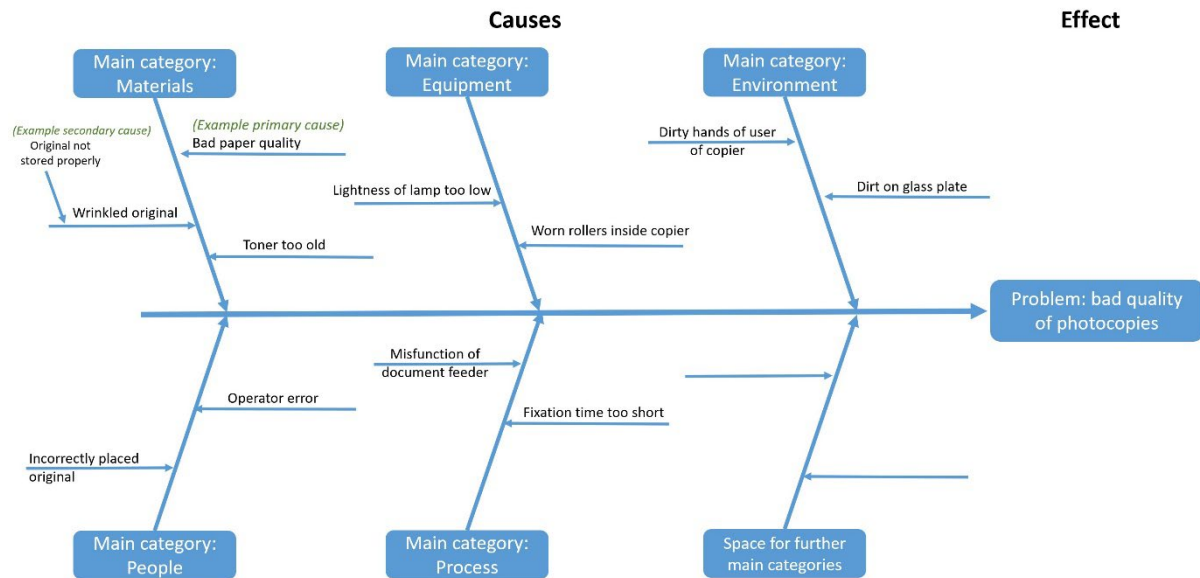 Causes
Effect
Main category:
Materials
Main category:
Equipment
Main category:
Environment
(Example secondary cause)
Original not
stored properly
(Example primary cause)
Bad paper quality
Wrinkled original
Toner too old
Lightness of lamp too low
Worn rollers inside copier
Dirty hands of user
of copier
Dirt on glass plate
Problem: bad quality
of photocopies
Operator error
Incorrectly placed
original
Misfunction of
document feeder
Fixation time too short
Main category:
People
Main category:
Process
Space for further
main categories